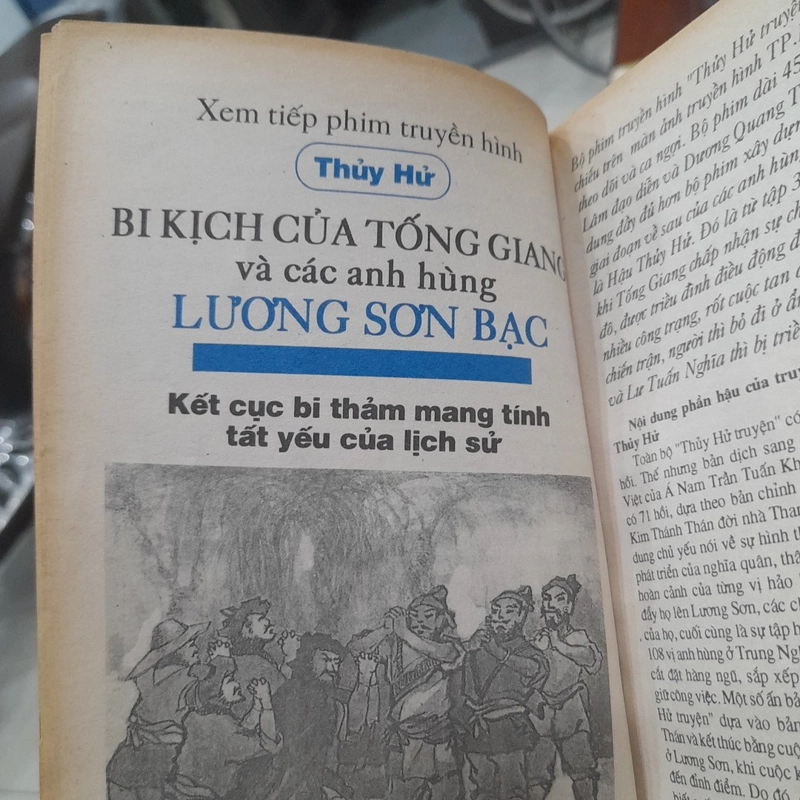 Xem tiếp phim truyền hình
Thủy Hử
BI KỊCH CỦA TỐNG GIANG
và các anh hùng
LƯƠNG SƠN BẠC
Kết cục bi thảm mang tính
tất yếu của lịch sử
Bộ phim truyền hình "Thủy Hử truyện
chiếu trên màn ảnh truyền hình TP.
theo dõi và ca ngợi. Bộ phim dài 45
Lâm đạo diễn và Dương Quang T
dung đầy đủ hơn bộ phim xây dựn
giai đoạn về sau của các anh hùn
là Hậu Thủy Hử. Đó là từ tập 3
khi Tống Giang chấp nhận sự ch
đô, được triều đình điều động đ
nhiều công trạng, rốt cuộc tan
chiến trận, người thì bỏ đi ở ẩ
và Lư Tuấn Nghĩa thì bị triề
Nội dung phần hậu của truy
Thủy Hử
Toàn bộ "Thủy Hử truyện" có
hồi. Thế nhưng bản dịch sang
Việt của Á Nam Trần Tuấn Kh
có 71 hồi, dựa theo bản chỉnh
Kim Thánh Thán đời nhà Than
dung chủ yếu nói về sự hình th
phát triển của nghĩa quân, thâ
hoàn cảnh của từng vị hảo
đẩy họ lên Lương Sơn, các ch
của họ, cuối cùng là sự tập h
108 vị anh hùng ở Trung Ngh
cắt đặt hàng ngũ, sắp xếp
giữ công việc. Một số ấn bả
Hử truyện" dựa vào bản
Thán và kết thúc bằng cuộ
ở Lương Sơn, khi cuộc k
đến đỉnh điểm. Do đó,